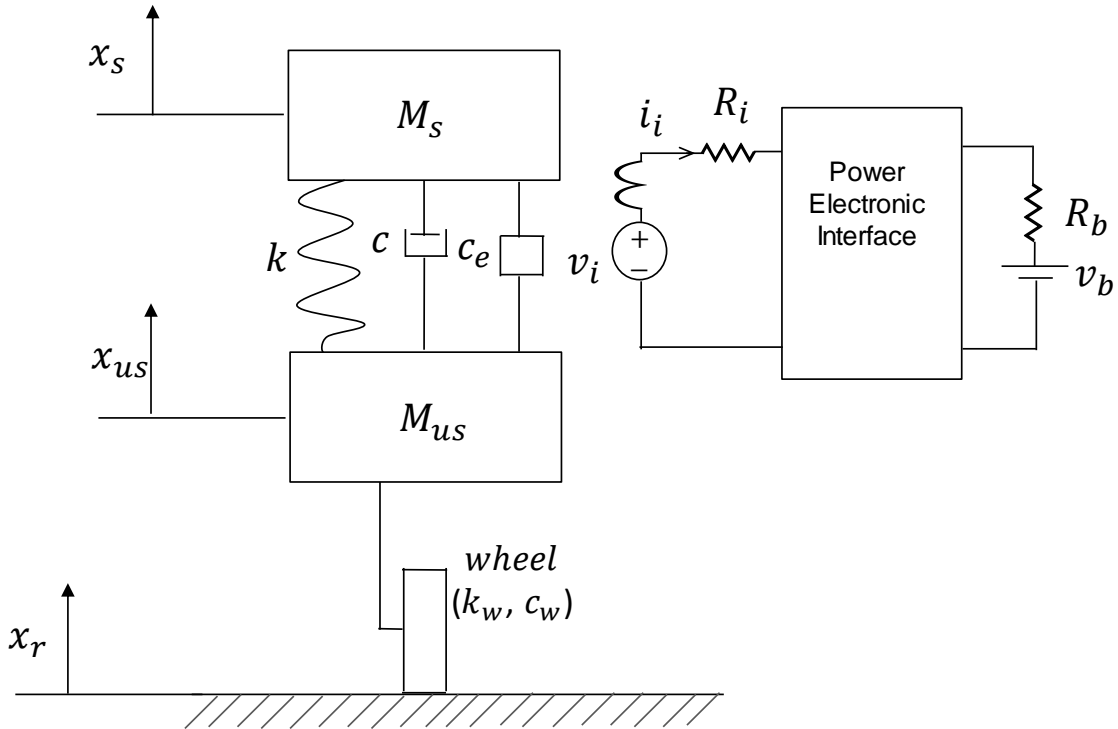 x_s
M_s
i_i
R_i
Power
Electronic
Interface
R_b
k
c
c_e
+
−
v_i
v_b
x_us
M_us
wheel
(k_w, c_w)
x_r